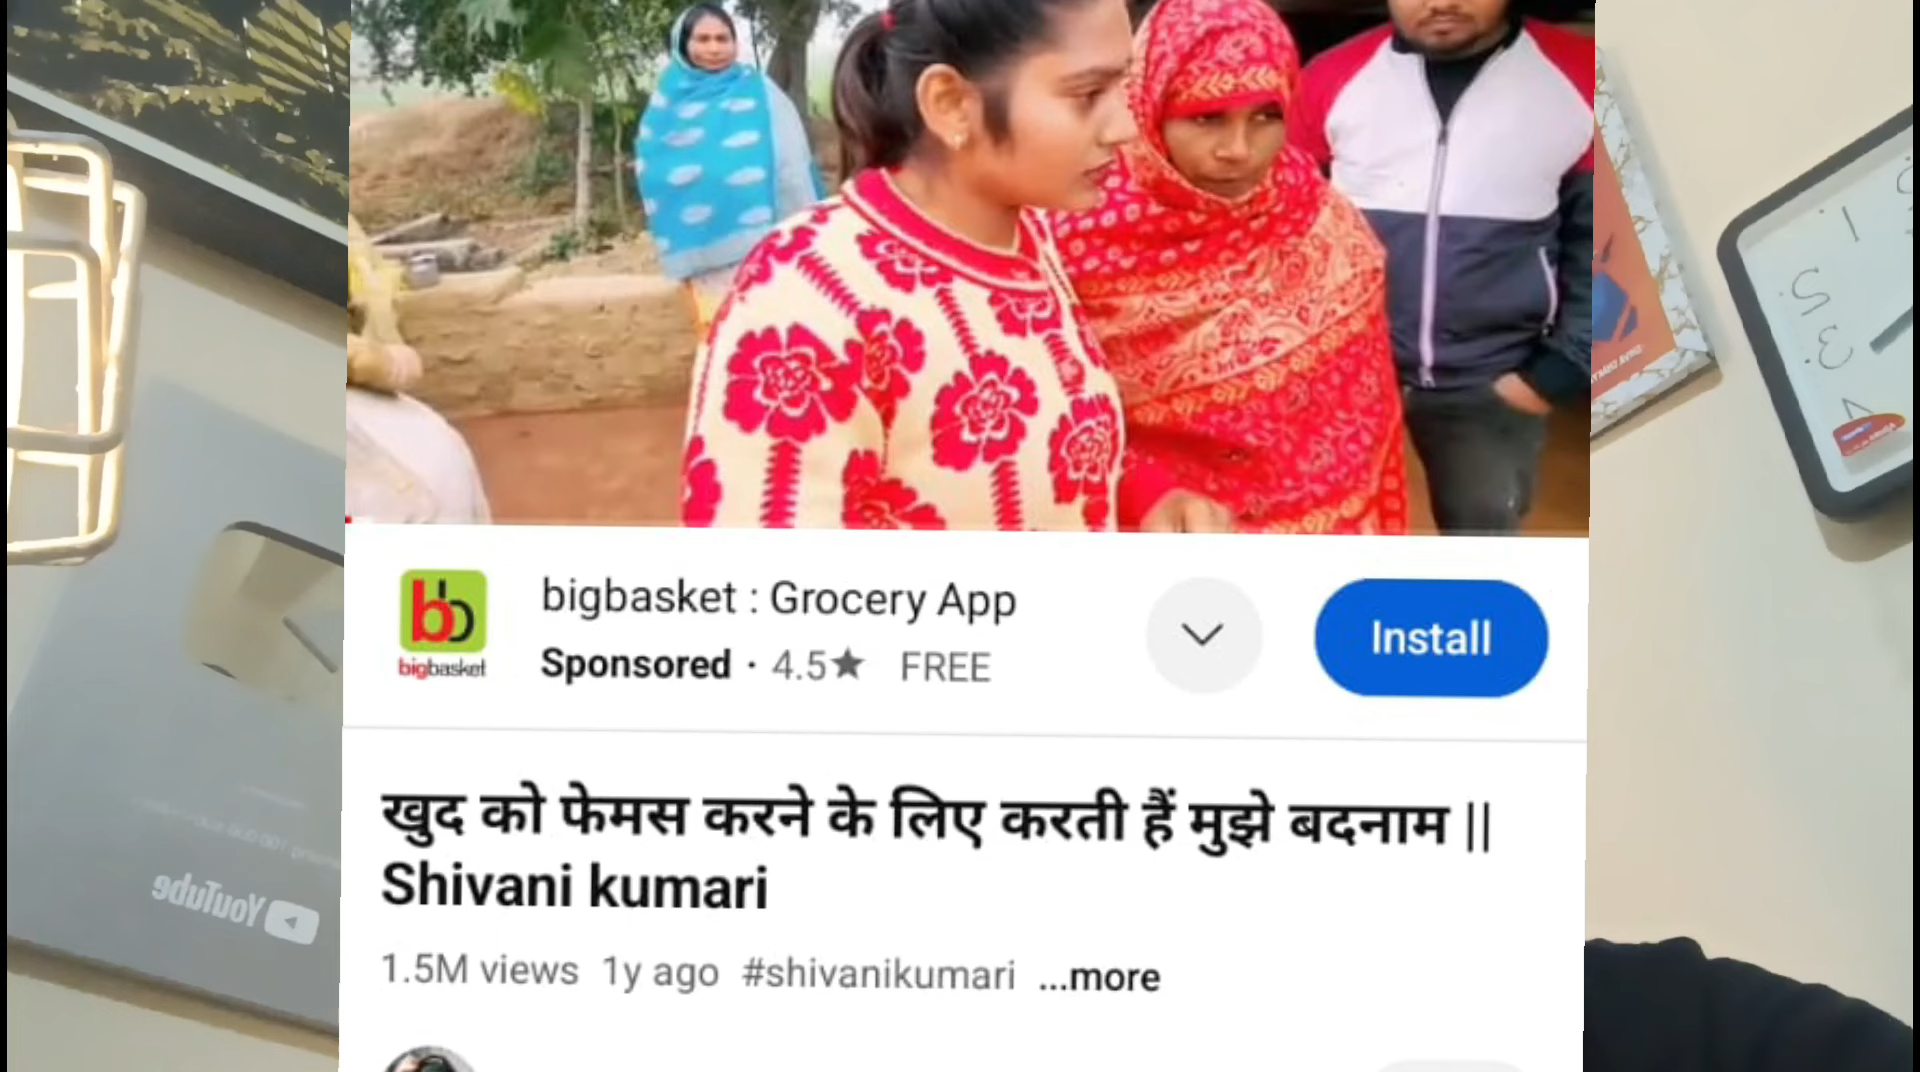 bigbasket
bigbasket : Grocery App
Sponsored · 4.5★ FREE
Install
खुद को फेमस करने के लिए करती हैं मुझे बदनाम ||
Shivani kumari
1.5M views 1y ago #shivanikumari ...more
YouTube